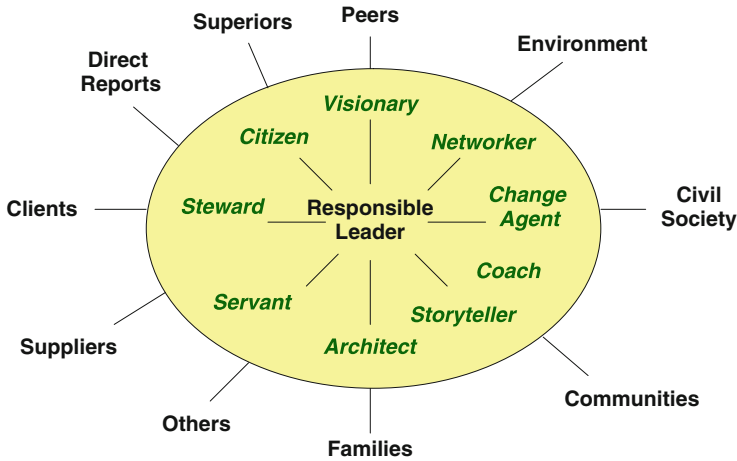 Peers
Superiors
Environment
Direct
Reports
Visionary
Citizen
Networker
Clients
Steward
Responsible
Leader
Change
Agent
Civil
Society
Coach
Servant
Storyteller
Architect
Suppliers
Communities
Others
Families